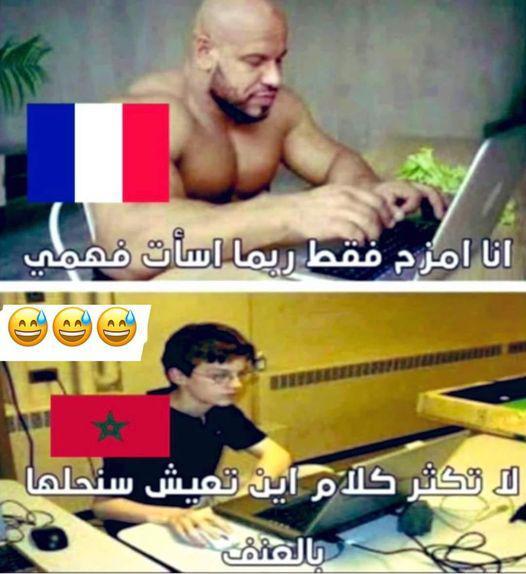 انا امزح فقط ربما اسأت فهمي
😅😅😅
لا تكثر كلام اين تعيش سنحلها
بالعنف